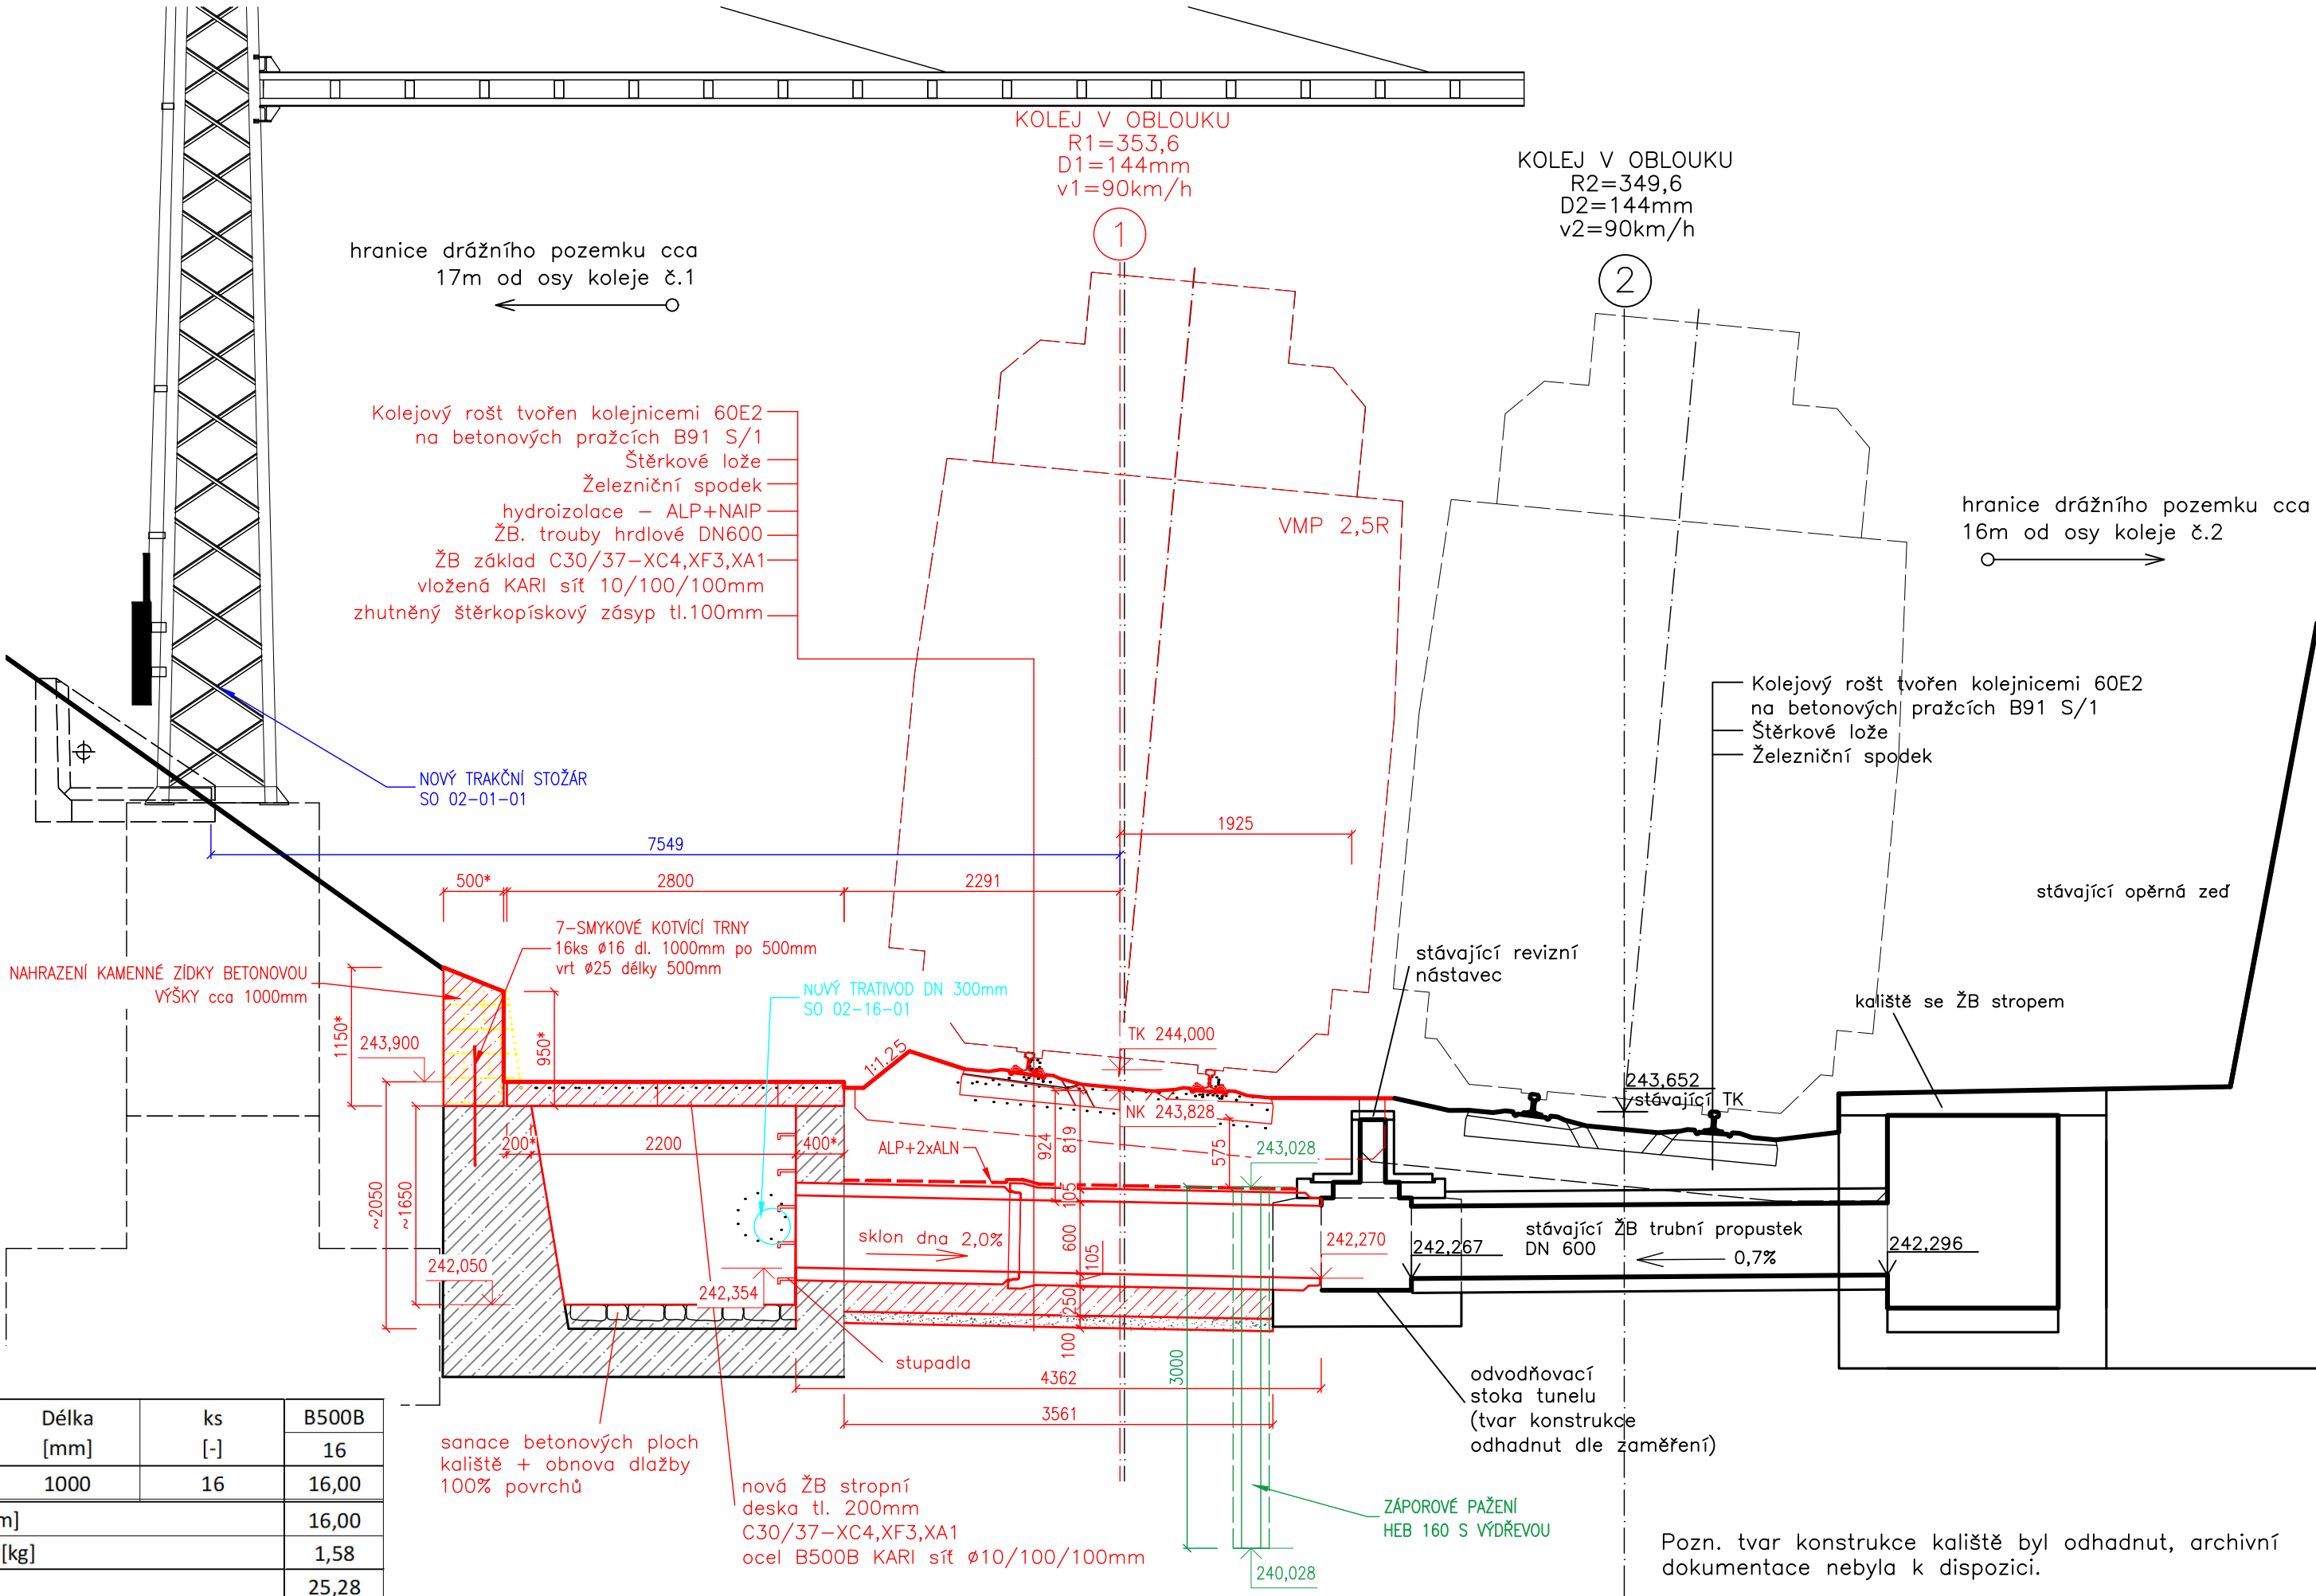 KOLEJ V OBLOUKU
R1=353,6
D1=144mm
v1=90km/h
1
KOLEJ V OBLOUKU
R2=349,6
D2=144mm
v2=90km/h
2
hranice drážního pozemku cca
17m od osy koleje č.1
Kolejový rošt tvořen kolejnicemi 60E2
na betonových pražcích B91 S/1
Štěrkové lože
Železniční spodek
hydroizolace – ALP+NAIP
ŽB. trouby hrdlové DN600
ŽB základ C30/37-XC4,XF3,XA1
vložená KARI síť 10/100/100mm
zhutněný štěrkopískový zásyp tl.100mm
VMP 2,5R
hranice drážního pozemku cca
16m od osy koleje č.2
Kolejový rošt tvořen kolejnicemi 60E2
na betonových pražcích B91 S/1
Štěrkové lože
Železniční spodek
NOVÝ TRAKČNÍ STOŽÁR
SO 02-01-01
7549
1925
500*
2800
2291
stávající opěrná zeď
7-SMYKOVÉ KOTVÍCÍ TRNY
16ks ø16 dl. 1000mm po 500mm
vrt ø25 délky 500mm
NAHRAZENÍ KAMENNÉ ZÍDKY BETONOVOU
VÝŠKY cca 1000mm
NOVÝ TRATIVOD DN 300mm
SO 02-16-01
stávající revizní
nástavec
kaliště se ŽB stropem
1150*
243,900
950*
1:1.25
TK 244,000
NK 243,828
243,652
stávající TK
200*
2200
400*
ALP+2xALN
924
819
575
243,028
~2050
~1650
105
600
105
250
100
sklon dna 2,0%
242,050
242,354
242,270
242,267
stávající ŽB trubní propustek
DN 600
0,7%
242,296
stupadla
4362
3561
3000
odvodňovací
stoka tunelu
(tvar konstrukce
odhadnut dle zaměření)
sanace betonových ploch
kaliště + obnova dlažby
100% povrchů
nová ŽB stropní
deska tl. 200mm
C30/37-XC4,XF3,XA1
ocel B500B KARI síť ø10/100/100mm
ZÁPOROVÉ PAŽENÍ
HEB 160 S VÝDŘEVOU
240,028
Pozn. tvar konstrukce kaliště byl odhadnut, archivní
dokumentace nebyla k dispozici.
Délka ks B500B
[mm] [-] 16
1000 16 16,00
m] 16,00
[kg] 1,58
25,28